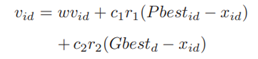 v_{id} = wv_{id} + c_1r_1(Pbest_{id} − x_{id})
+ c_2r_2(Gbest_d − x_{id})